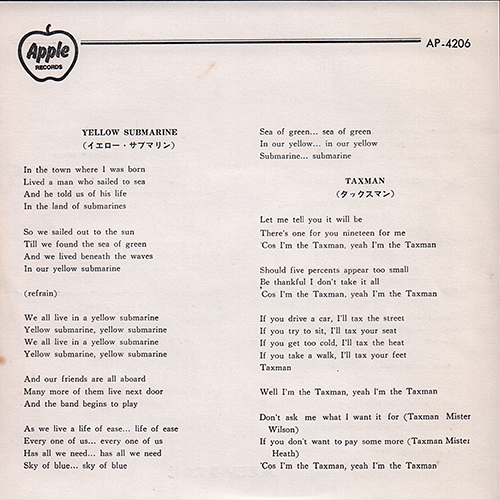 Apple
RECORDS
AP-4206
YELLOW SUBMARINE
(イエロー・サブマリン)
In the town where I was born
Lived a man who sailed to sea
And he told us of his life
In the land of submarines
So we sailed out to the sun
Till we found the sea of green
And we lived beneath the waves
In our yellow submarine
(refrain)
We all live in a yellow submarine
Yellow submarine, yellow submarine
We all live in a yellow submarine
Yellow submarine, yellow submarine
And our friends are all aboard
Many more of them live next door
And the band begins to play
As we live a life of ease... life of ease
Every one of us... every one of us
Has all we need... has all we need
Sky of blue... sky of blue
Sea of green... sea of green
In our yellow... in our yellow
Submarine... submarine
TAXMAN
(タックスマン)
Let me tell you it will be
There's one for you nineteen for me
'Cos I'm the Taxman, yeah I'm the Taxman
Should five percents appear too small
Be thankful I don't take it all
'Cos I'm the Taxman, yeah I'm the Taxman
If you drive a car, I'll tax the street
If you try to sit, I'll tax your seat
If you get too cold, I'll tax the heat
If you take a walk, I'll tax your feet
Taxman
Well I'm the Taxman, yeah I'm the Taxman
Don't ask me what I want it for (Taxman Mister
Wilson)
If you don't want to pay some more (Taxman Mister
Heath)
'Cos I'm the Taxman, yeah I'm the Taxman